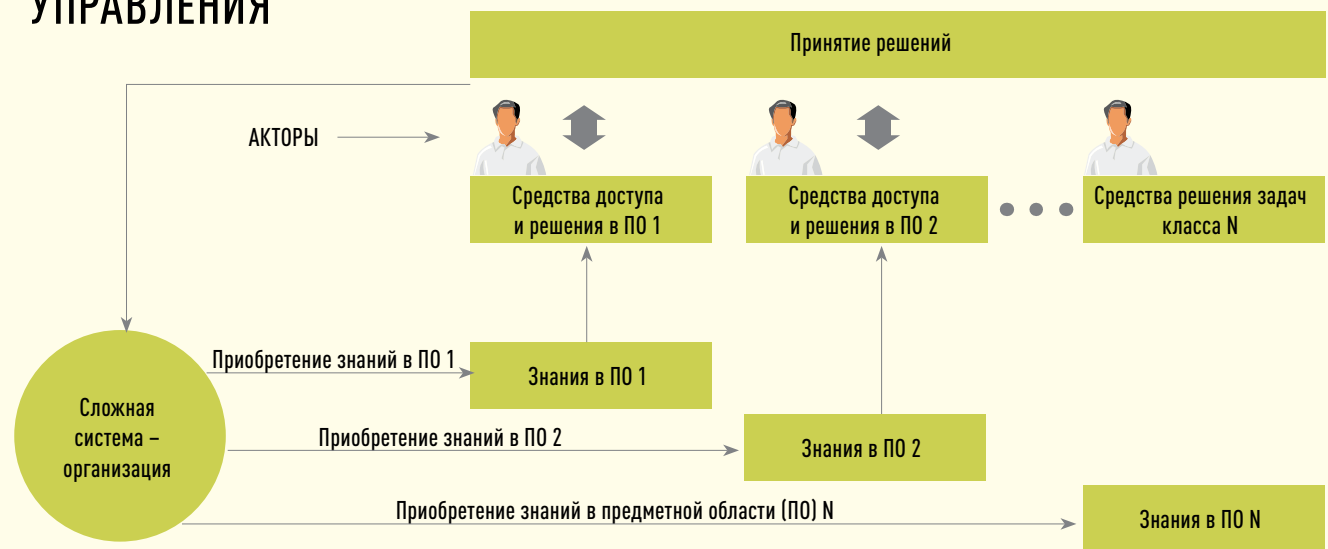 УПРАВЛЕНИЯ
Принятие решений
АКТОРЫ
Средства доступа
и решения в ПО 1
Средства доступа
и решения в ПО 2
Средства решения задач
класса N
Приобретение знаний в ПО 1
Знания в ПО 1
Сложная
система –
организация
Приобретение знаний в ПО 2
Знания в ПО 2
Приобретение знаний в предметной области (ПО) N
Знания в ПО N